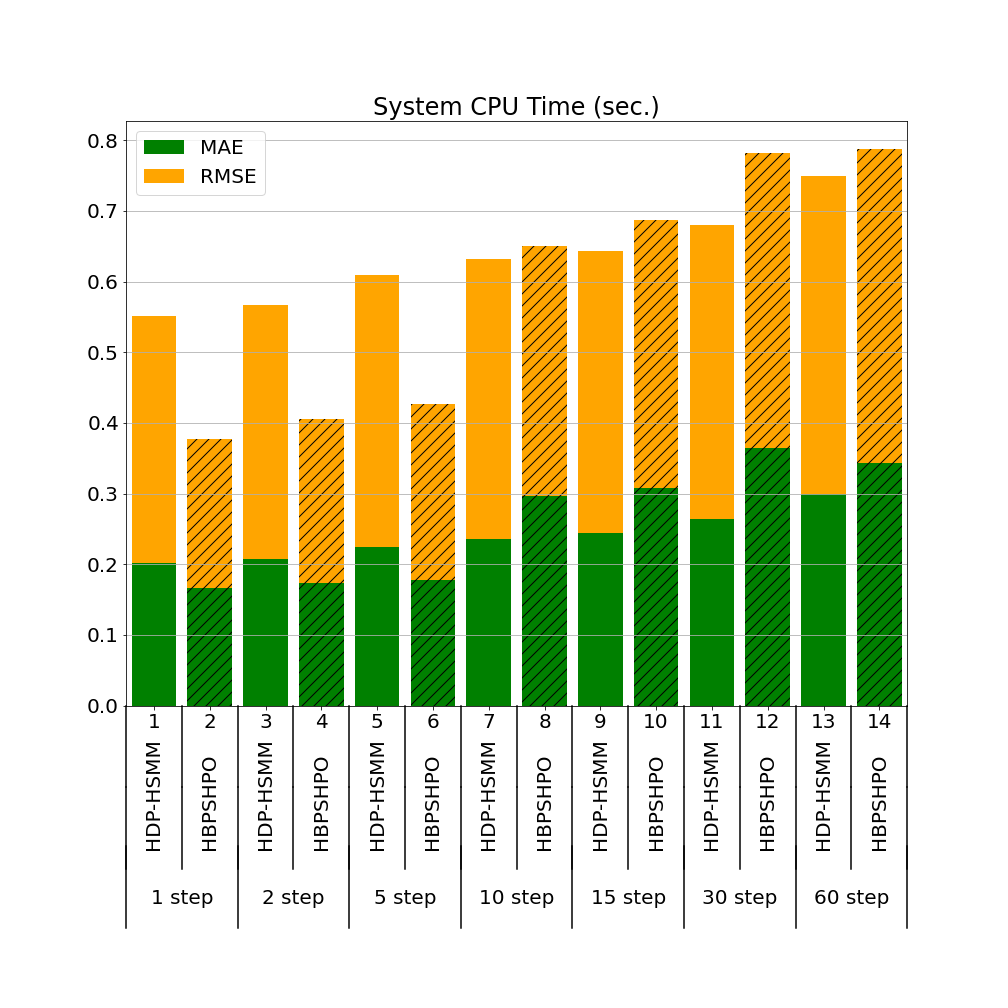 System CPU Time (sec.)
MAE
RMSE
0.8
0.7
0.6
0.5
0.4
0.3
0.2
0.1
0.0
1 2 3 4 5 6 7 8 9 10 11 12 13 14
HDP-HSMM HBPSHPO HDP-HSMM HBPSHPO HDP-HSMM HBPSHPO HDP-HSMM HBPSHPO HDP-HSMM HBPSHPO HDP-HSMM HBPSHPO HDP-HSMM HBPSHPO
1 step 2 step 5 step 10 step 15 step 30 step 60 step